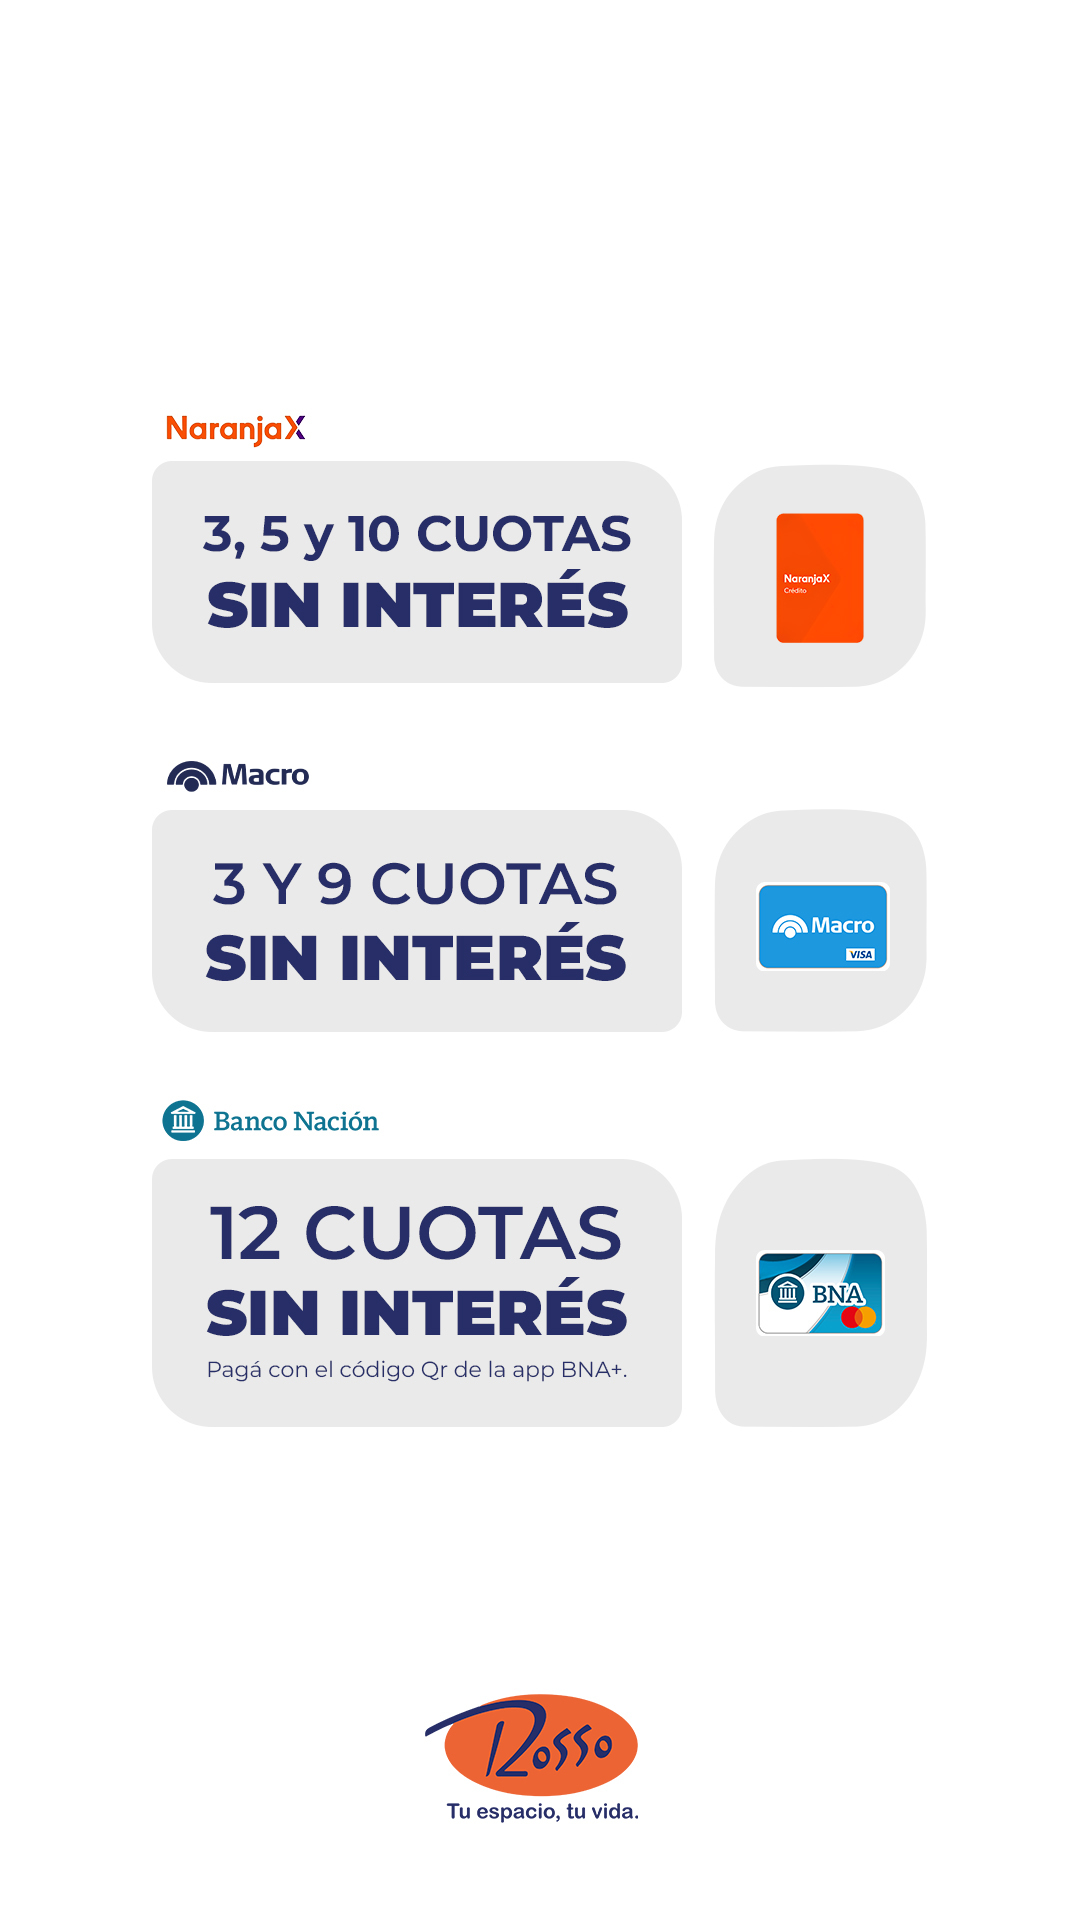 NaranjaX
3, 5 y 10 CUOTAS
SIN INTERÉS
NaranjaX
Crédito
Macro
3 Y 9 CUOTAS
SIN INTERÉS
Macro
VISA
Banco Nación
12 CUOTAS
SIN INTERÉS
Pagá con el código Qr de la app BNA+.
BNA
Rosso
Tu espacio, tu vida.